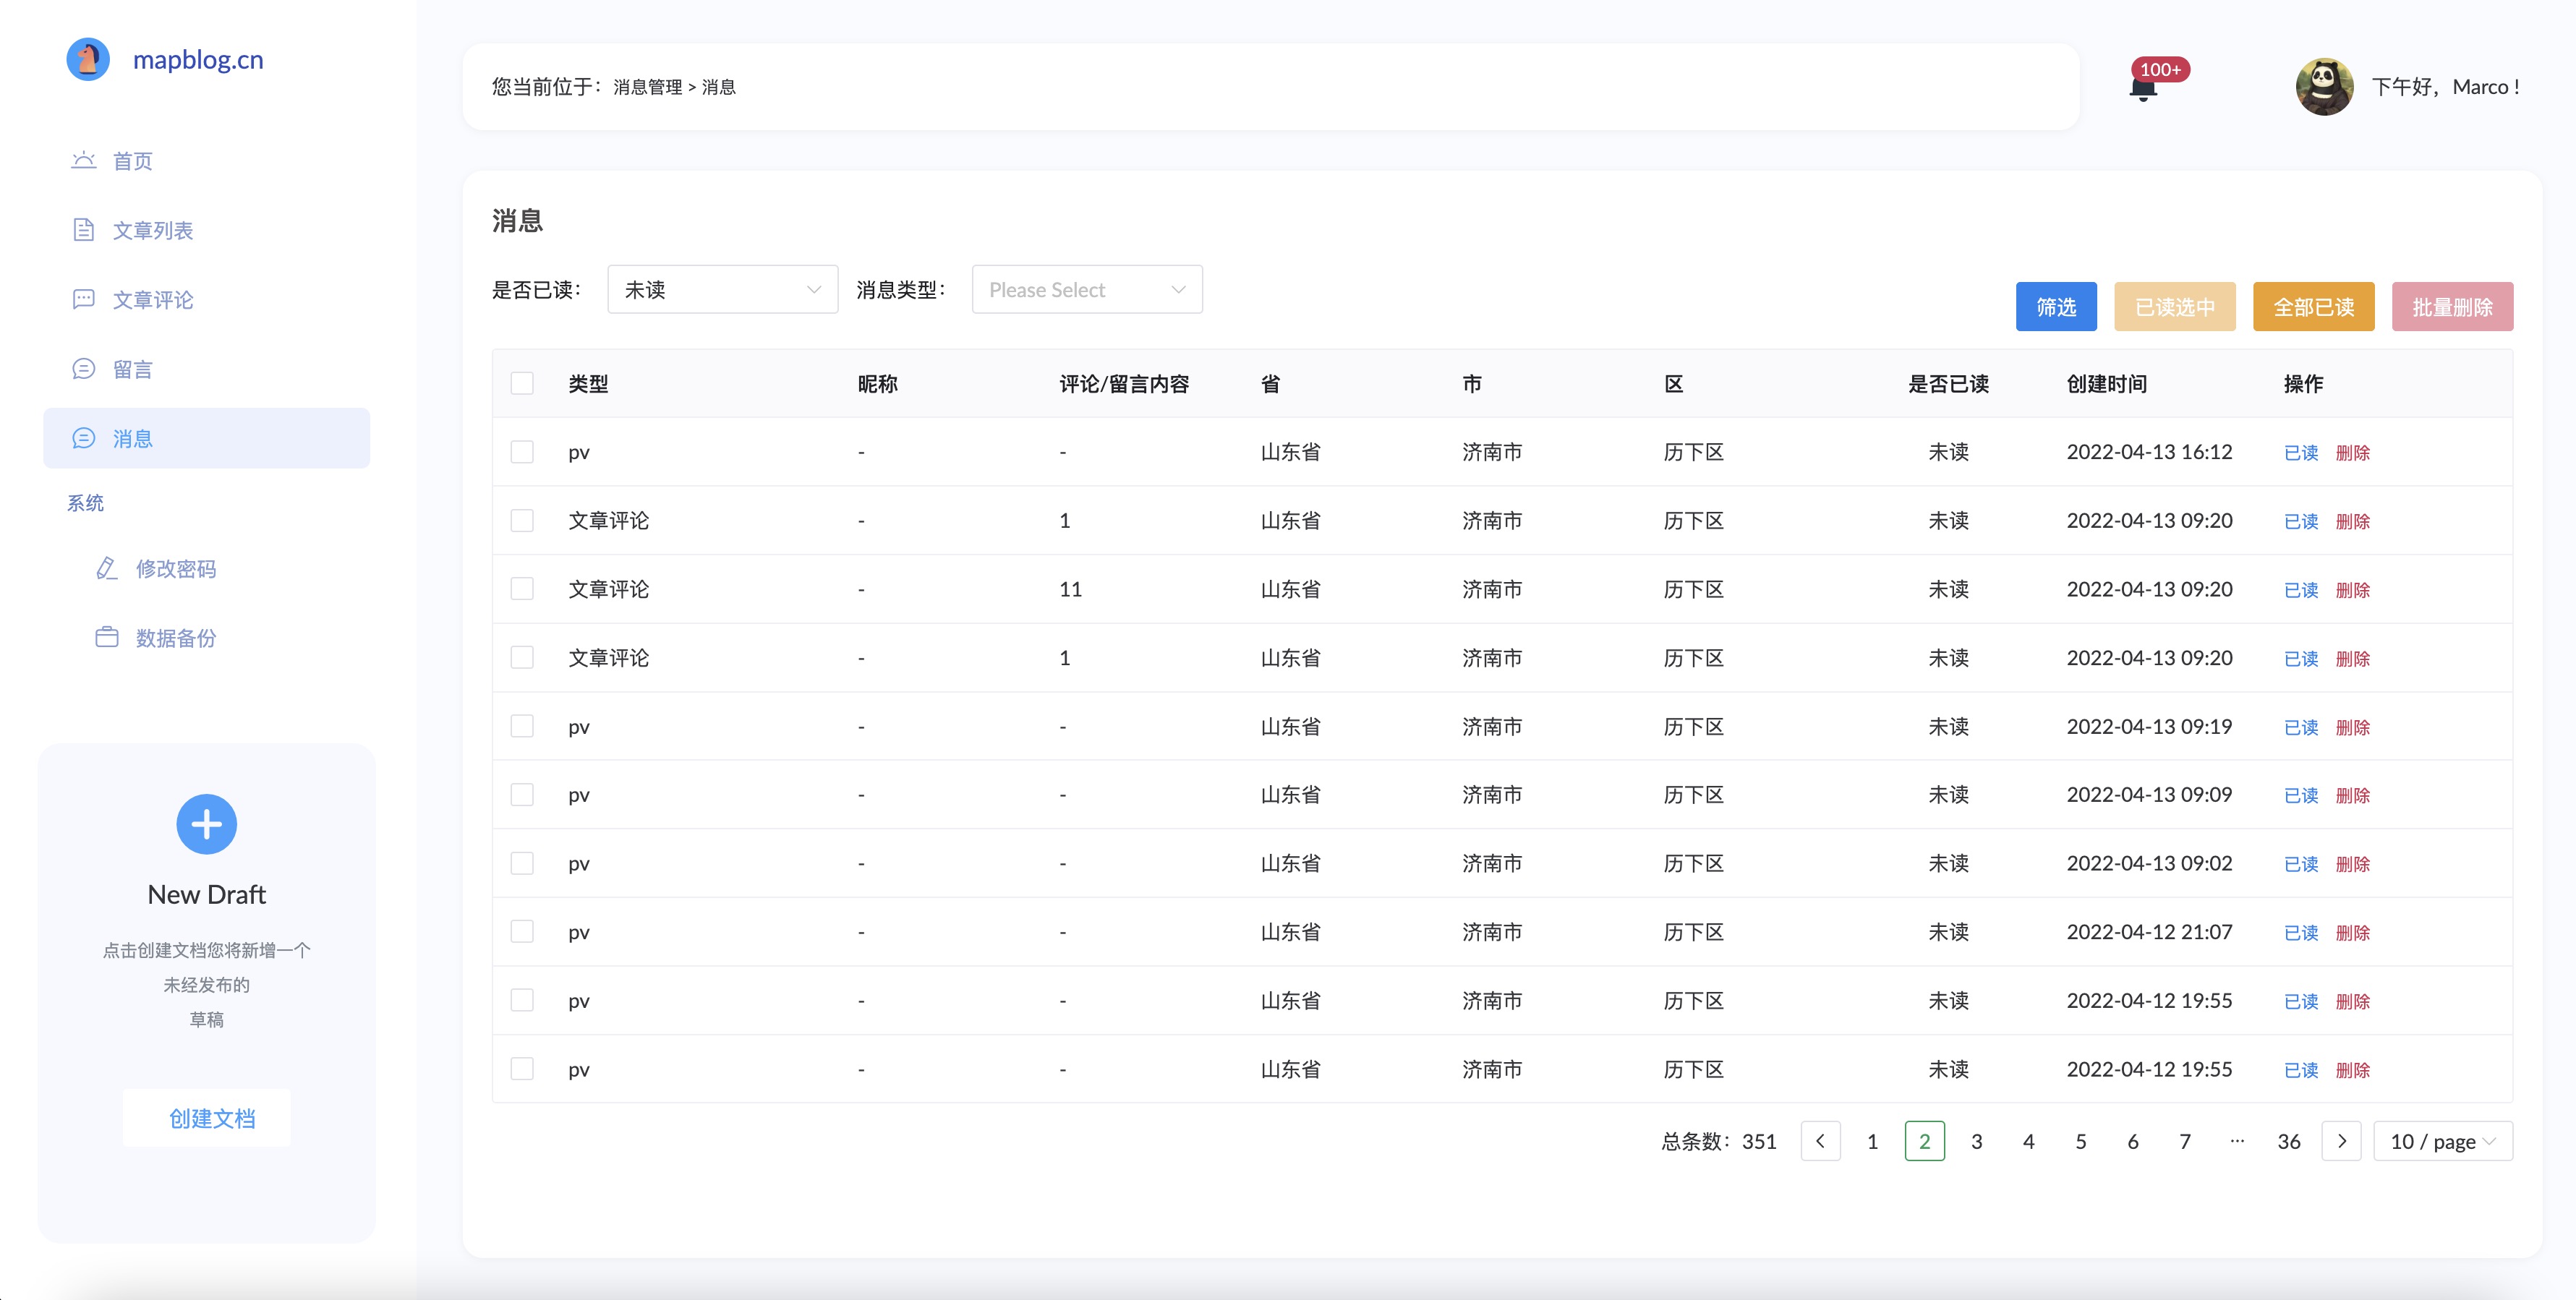 mapblog.cn
首页
文章列表
文章评论
留言
消息
系统
修改密码
数据备份
New Draft
点击创建文档您将新增一个
未经发布的
草稿
创建文档
您当前位于： 消息管理 > 消息
100+
下午好，Marco !
消息
是否已读： 未读 消息类型： Please Select
筛选 已读选中 全部已读 批量删除
类型 昵称 评论/留言内容 省 市 区 是否已读 创建时间 操作
pv - - 山东省 济南市 历下区 未读 2022-04-13 16:12 已读 删除
文章评论 - 1 山东省 济南市 历下区 未读 2022-04-13 09:20 已读 删除
文章评论 - 11 山东省 济南市 历下区 未读 2022-04-13 09:20 已读 删除
文章评论 - 1 山东省 济南市 历下区 未读 2022-04-13 09:20 已读 删除
pv - - 山东省 济南市 历下区 未读 2022-04-13 09:19 已读 删除
pv - - 山东省 济南市 历下区 未读 2022-04-13 09:09 已读 删除
pv - - 山东省 济南市 历下区 未读 2022-04-13 09:02 已读 删除
pv - - 山东省 济南市 历下区 未读 2022-04-12 21:07 已读 删除
pv - - 山东省 济南市 历下区 未读 2022-04-12 19:55 已读 删除
pv - - 山东省 济南市 历下区 未读 2022-04-12 19:55 已读 删除
总条数： 351 < 1 2 3 4 5 6 7 ··· 36 > 10 / page